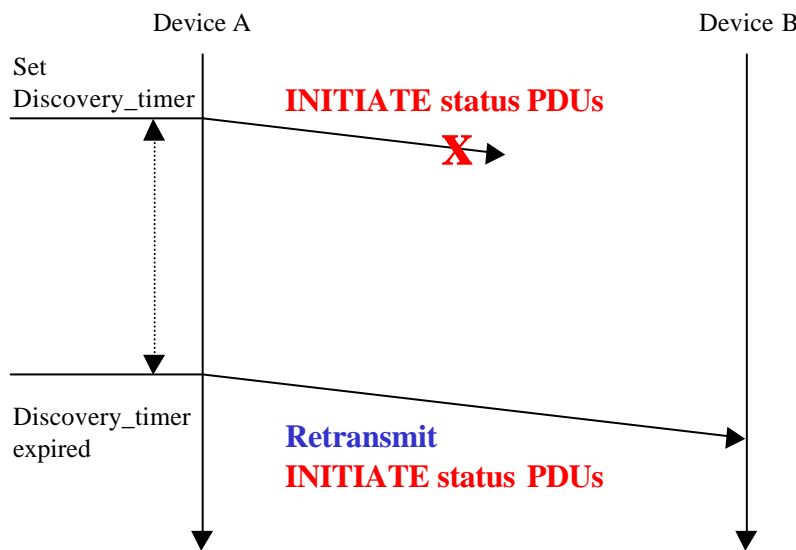 Device A
Device B
Set
Discovery_timer
INITIATE status PDUs
X
Discovery_timer
expired
Retransmit
INITIATE status PDUs